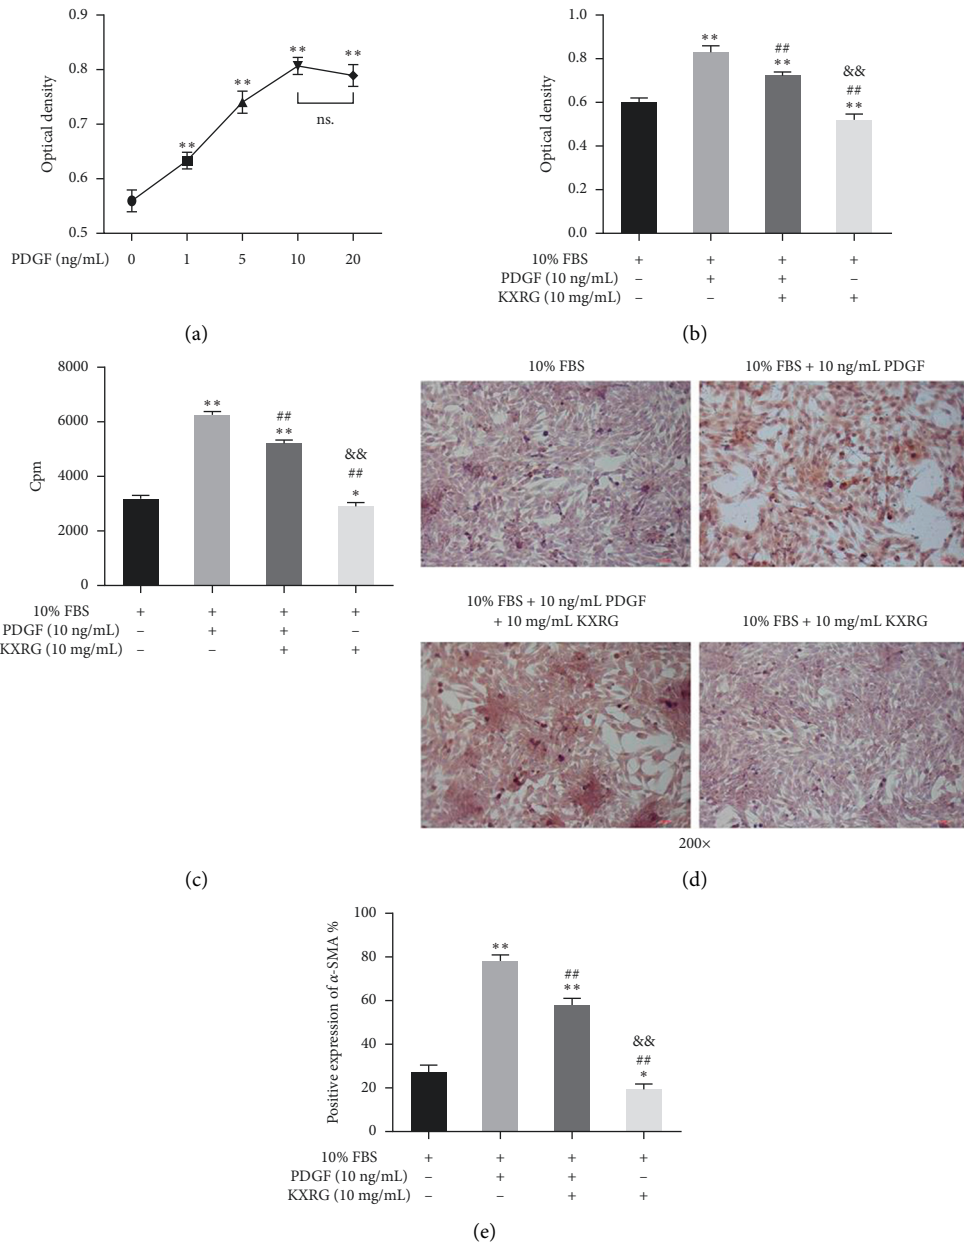 0.9
0.8
0.7
0.6
0.5
Optical density
**
**
**
**
ns.
PDGF (ng/mL) 0 1 5 10 20
(a)
1.0
0.8
0.6
0.4
0.2
0.0
Optical density
**
##
**
&&
##
**
10% FBS + + + +
PDGF (10 ng/mL) – + + –
KXRG (10 mg/mL) – – + +
(b)
8000
6000
4000
2000
0
Cpm
**
##
**
&&
##
*
10% FBS + + + +
PDGF (10 ng/mL) – + + –
KXRG (10 mg/mL) – – + +
(c)
10% FBS
10% FBS + 10 ng/mL PDGF
10% FBS + 10 ng/mL PDGF
+ 10 mg/mL KXRG
10% FBS + 10 mg/mL KXRG
200×
(d)
100
80
60
40
20
0
Positive expression of α-SMA %
**
##
**
&&
##
*
10% FBS + + + +
PDGF (10 ng/mL) – + + –
KXRG (10 mg/mL) – – + +
(e)